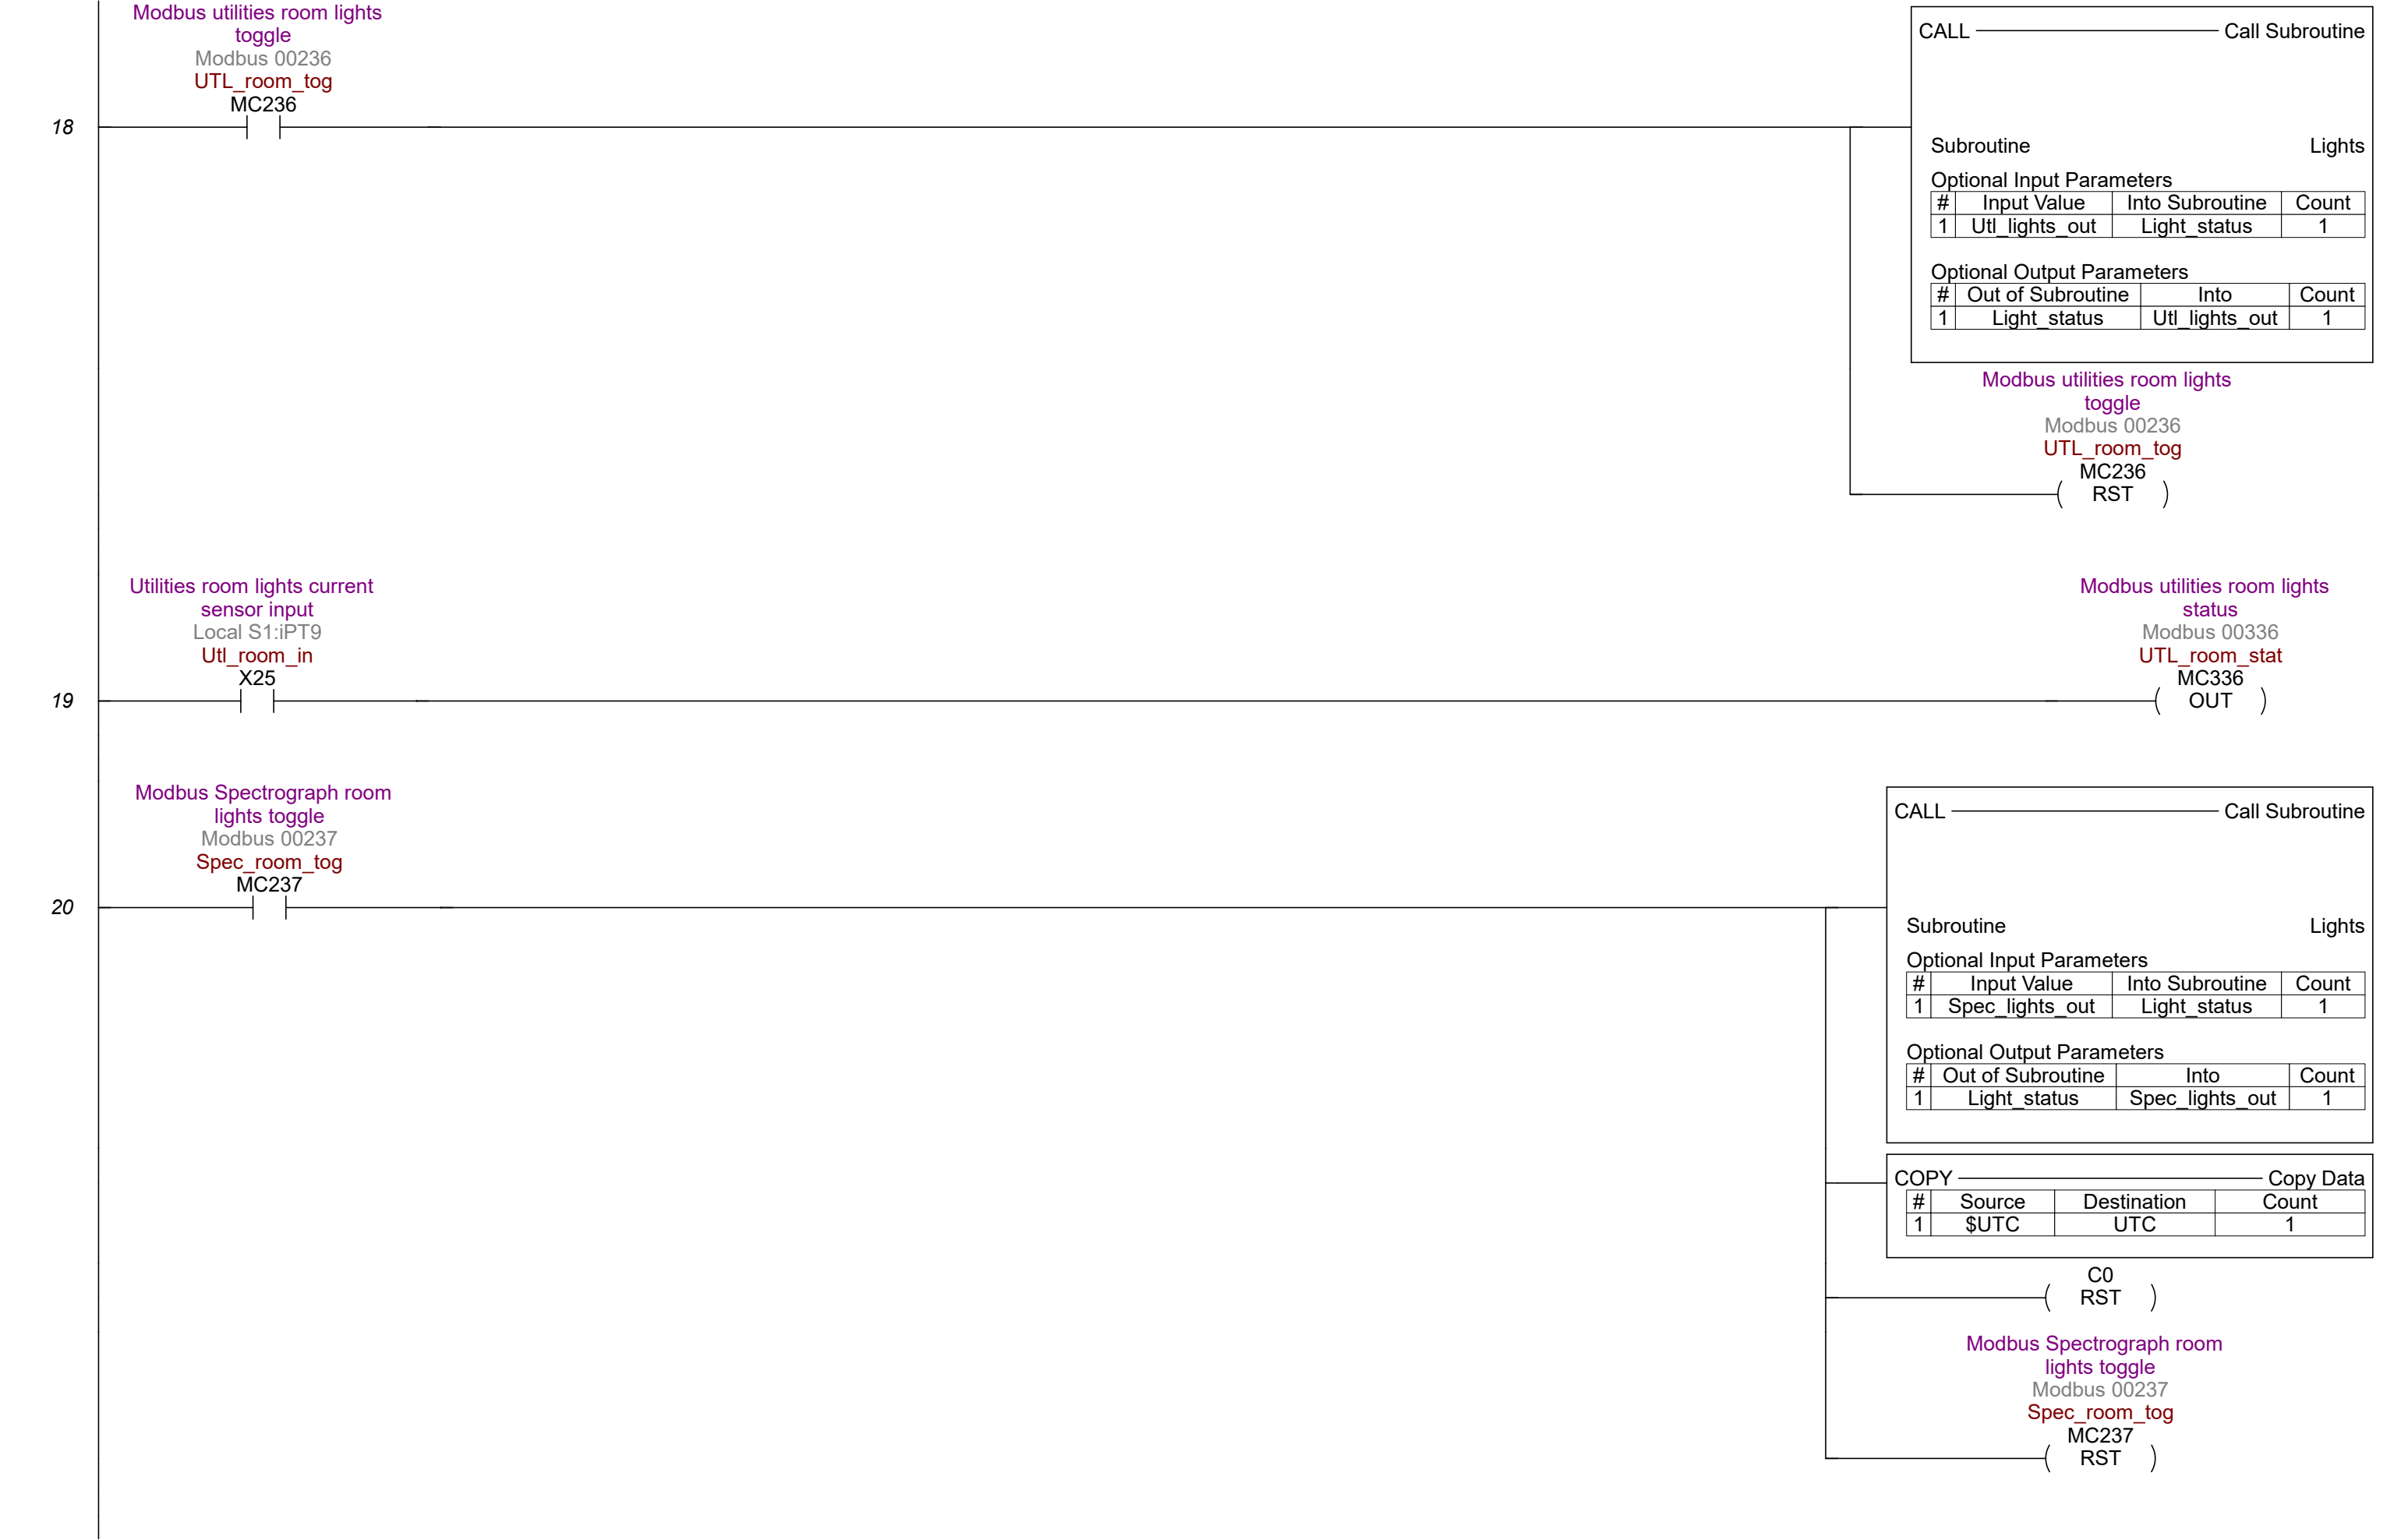 Modbus utilities room lights
toggle
Modbus 00236
UTL_room_tog
MC236
18
CALL Call Subroutine
Subroutine Lights
Optional Input Parameters
# Input Value Into Subroutine Count
1 Utl_lights_out Light_status 1
Optional Output Parameters
# Out of Subroutine Into Count
1 Light_status Utl_lights_out 1
Modbus utilities room lights
toggle
Modbus 00236
UTL_room_tog
MC236
( RST )
Utilities room lights current
sensor input
Local S1:iPT9
Utl_room_in
X25
19
Modbus utilities room lights
status
Modbus 00336
UTL_room_stat
MC336
( OUT )
Modbus Spectrograph room
lights toggle
Modbus 00237
Spec_room_tog
MC237
20
CALL Call Subroutine
Subroutine Lights
Optional Input Parameters
# Input Value Into Subroutine Count
1 Spec_lights_out Light_status 1
Optional Output Parameters
# Out of Subroutine Into Count
1 Light_status Spec_lights_out 1
COPY Copy Data
# Source Destination Count
1 $UTC UTC 1
C0
( RST )
Modbus Spectrograph room
lights toggle
Modbus 00237
Spec_room_tog
MC237
( RST )